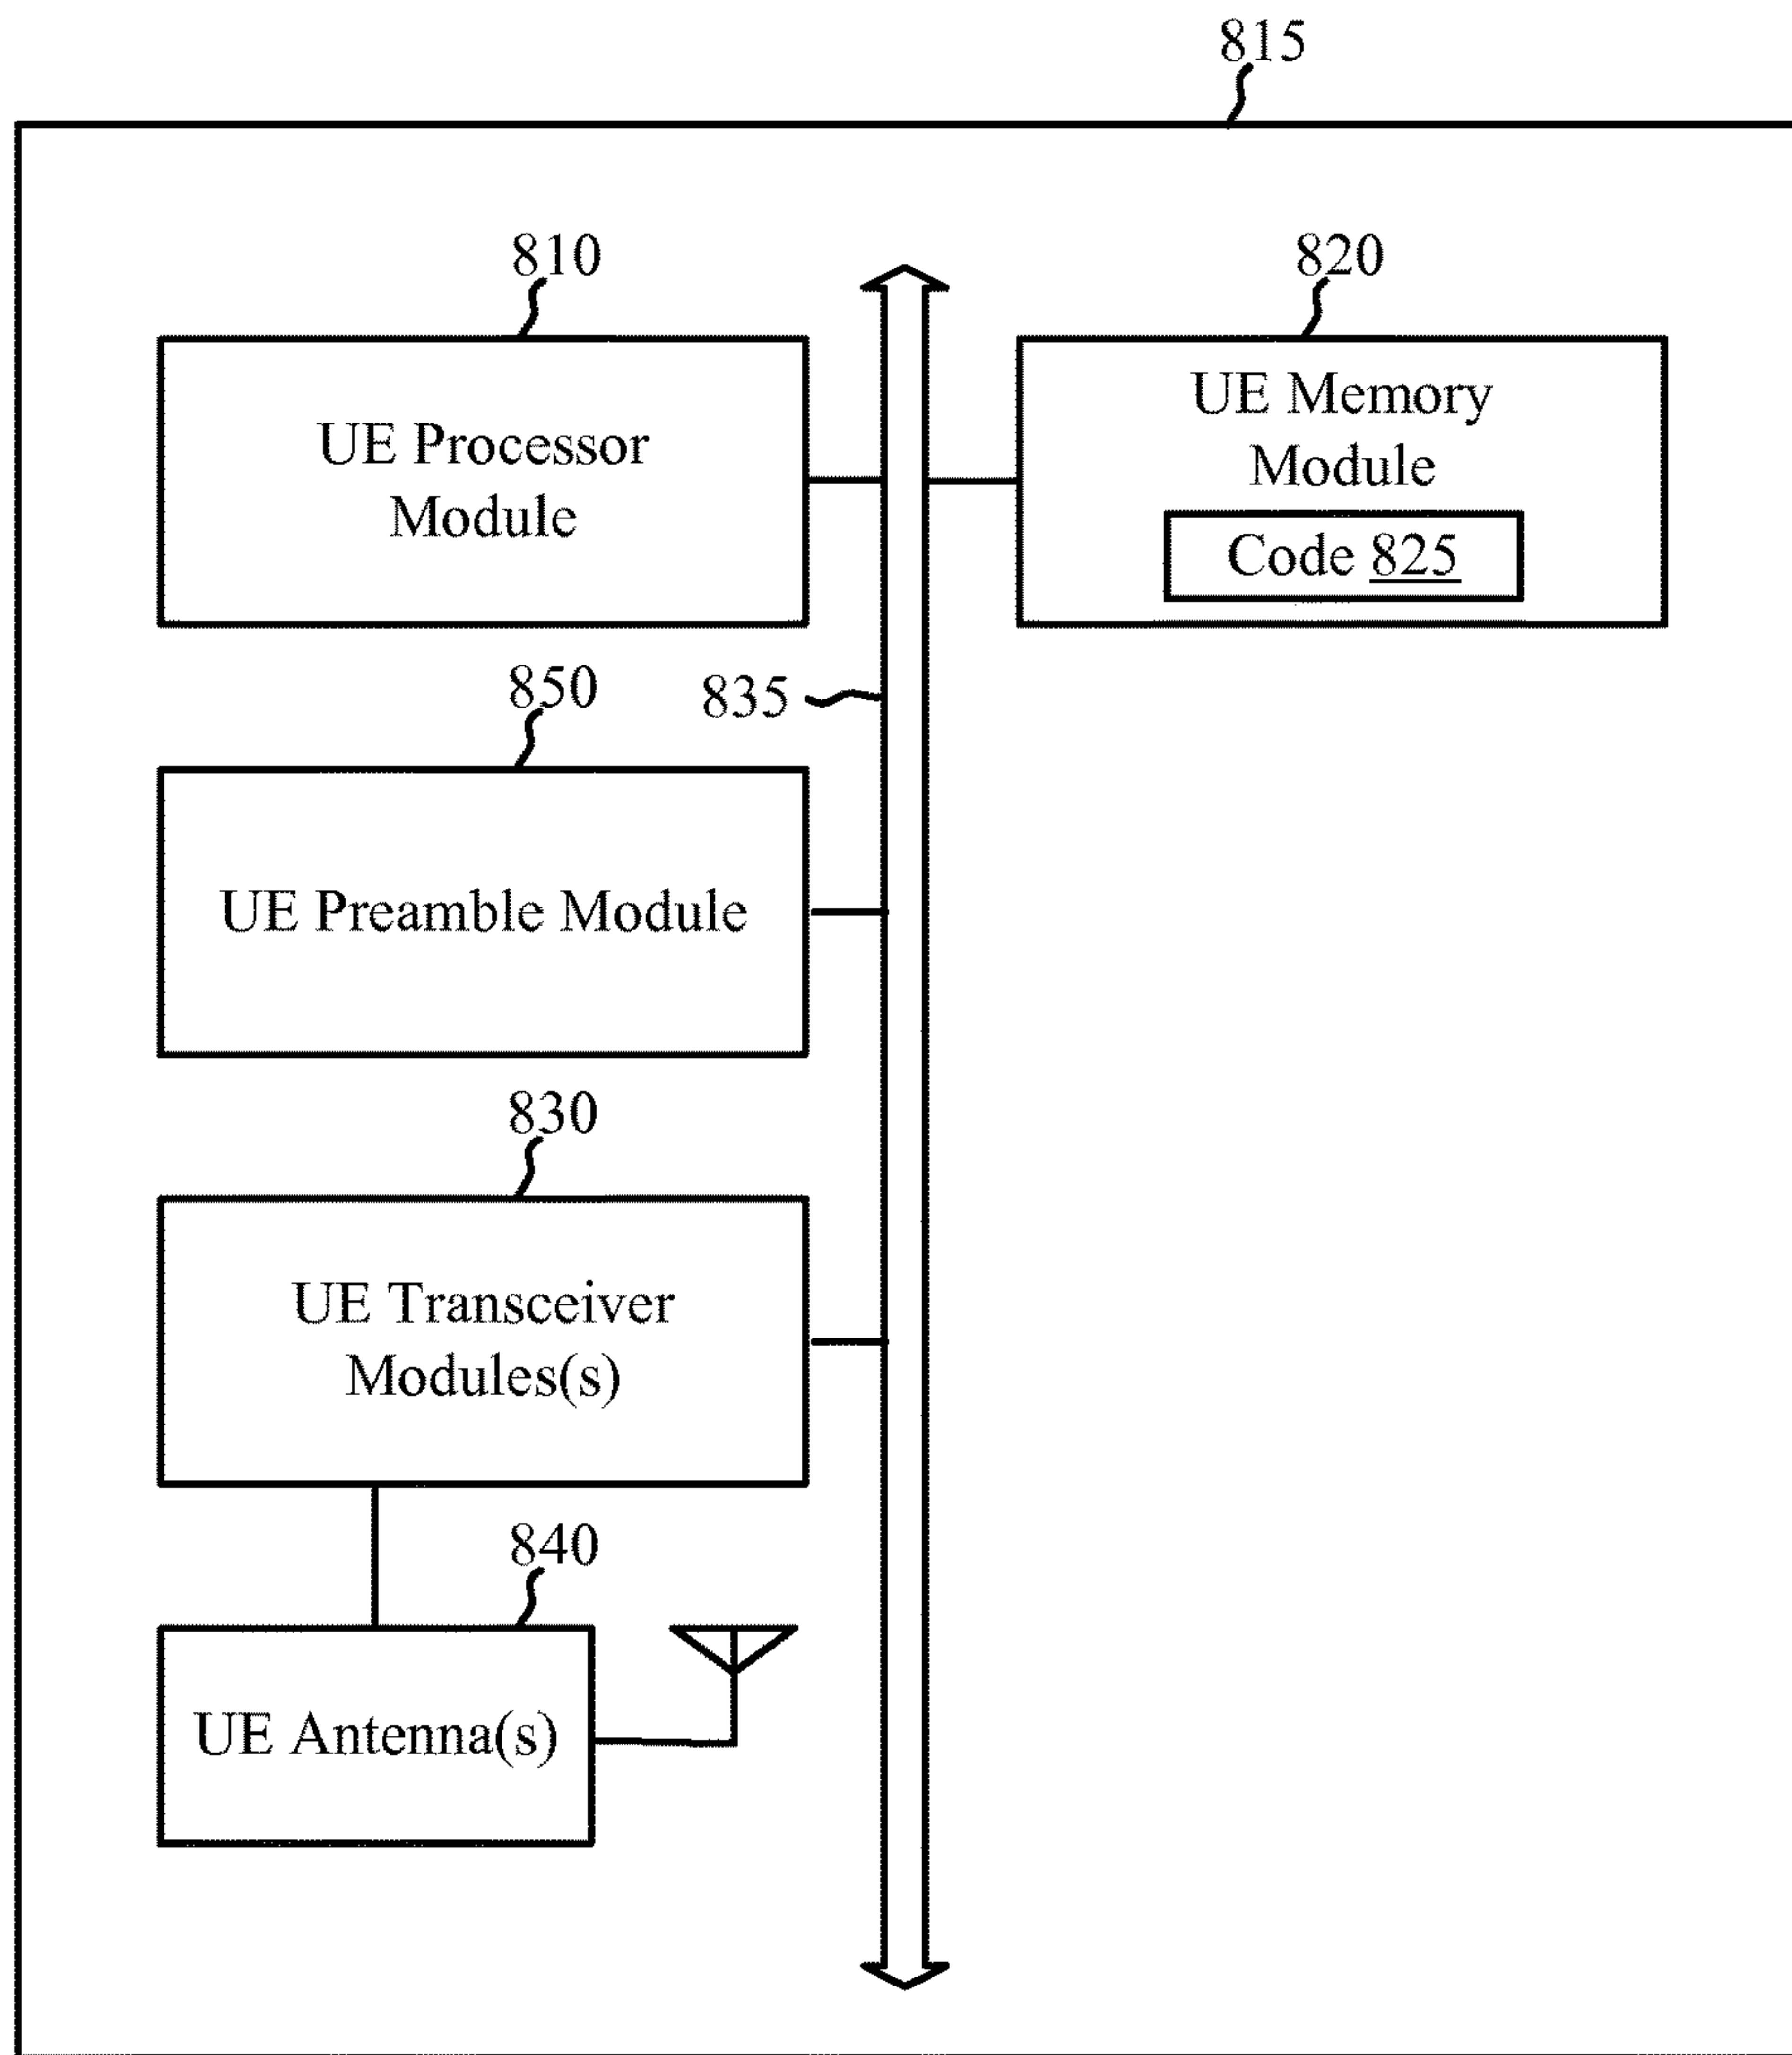 815
810
820
UE Processor
Module
UE Memory
Module
Code 825
850
835
UE Preamble Module
830
UE Transceiver
Modules(s)
840
UE Antenna(s)